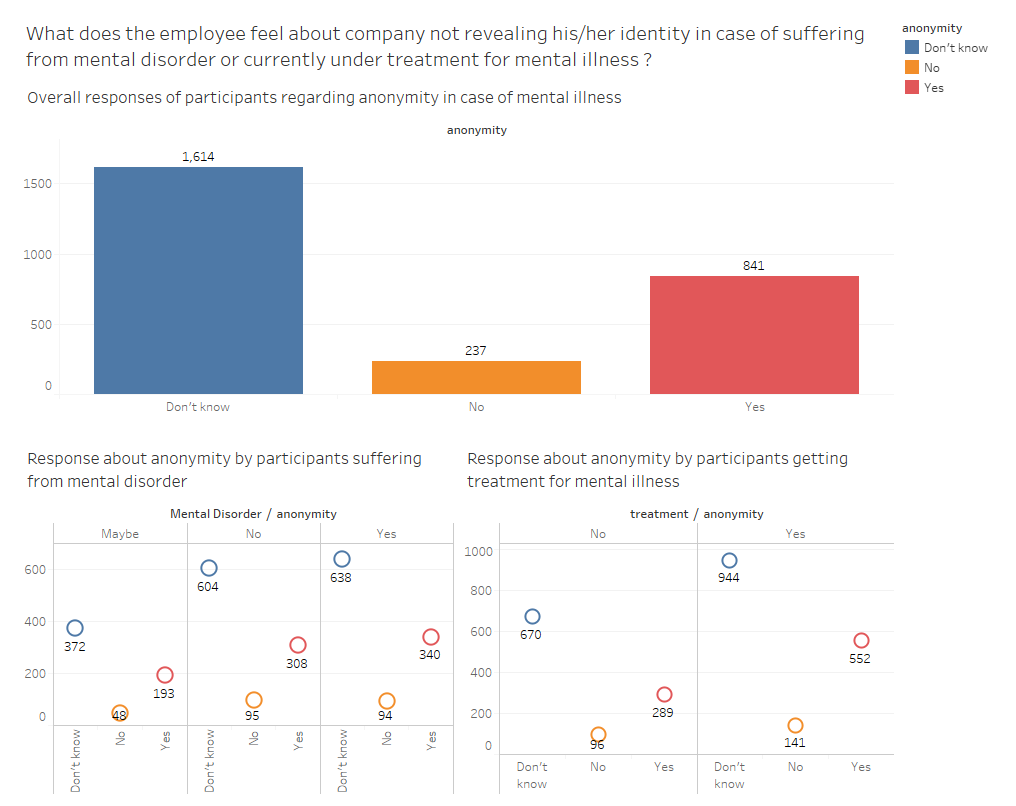 What does the employee feel about company not revealing his/her identity in case of suffering
from mental disorder or currently under treatment for mental illness ?
anonymity
Don't know
No
Yes
Overall responses of participants regarding anonymity in case of mental illness
anonymity
1,614
1500
1000
841
500
237
0
Don't know No Yes
Response about anonymity by participants suffering
from mental disorder
Mental Disorder / anonymity
Maybe No Yes
600
400
200
0
372
48
193
604
95
308
638
94
340
Don't know No Yes Don't know No Yes Don't know No Yes
Response about anonymity by participants getting
treatment for mental illness
treatment / anonymity
No Yes
1000
800
600
400
200
0
670
96
289
944
141
552
Don't No Yes Don't No Yes
know know